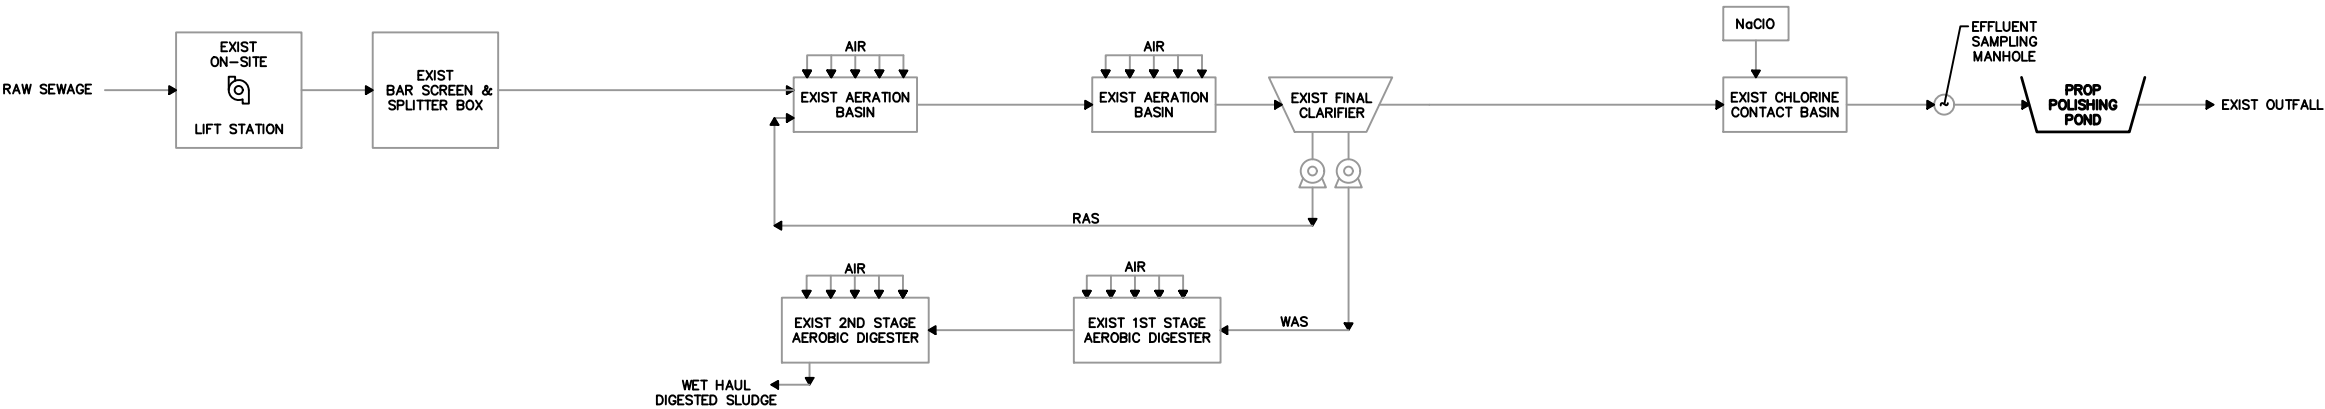 RAW SEWAGE
EXIST
ON-SITE
LIFT STATION
EXIST
BAR SCREEN &
SPLITTER BOX
AIR
EXIST AERATION
BASIN
AIR
EXIST AERATION
BASIN
EXIST FINAL
CLARIFIER
NaClO
EXIST CHLORINE
CONTACT BASIN
EFFLUENT
SAMPLING
MANHOLE
~
PROP
POLISHING
POND
EXIST OUTFALL
RAS
AIR
EXIST 2ND STAGE
AEROBIC DIGESTER
AIR
EXIST 1ST STAGE
AEROBIC DIGESTER
WAS
WET HAUL
DIGESTED SLUDGE